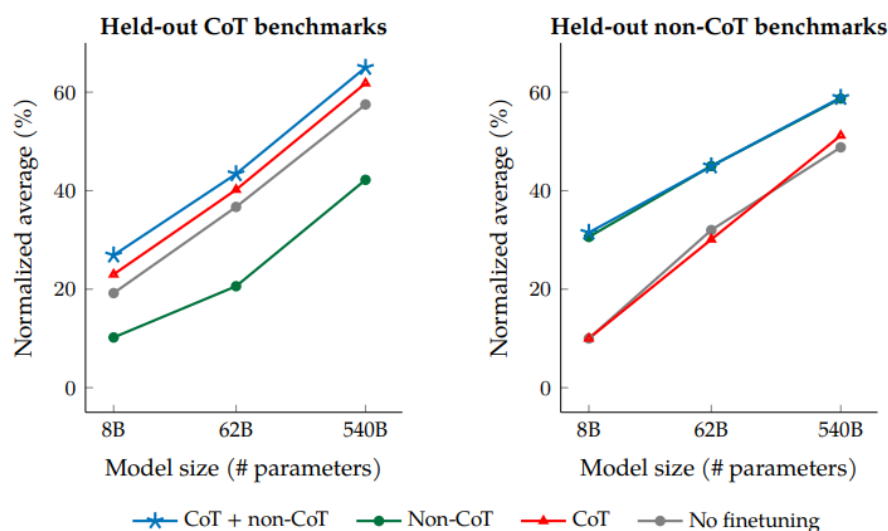 Held-out CoT benchmarks
Normalized average (%)
60
40
20
0
8B 62B 540B
Model size (# parameters)
Held-out non-CoT benchmarks
Normalized average (%)
60
40
20
0
8B 62B 540B
Model size (# parameters)
CoT + non-CoT Non-CoT CoT No finetuning